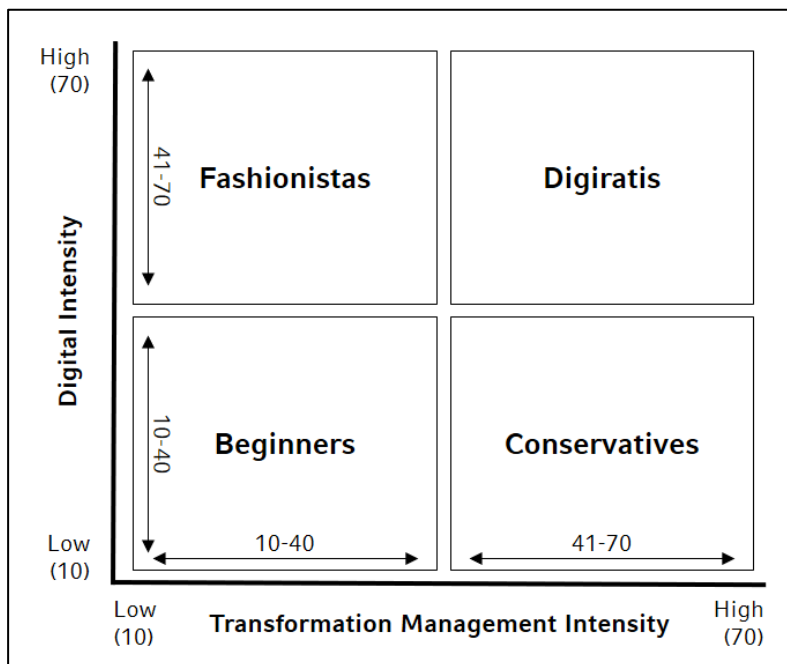 High
(70)
41-70
Fashionistas
Digiratis
Digital Intensity
10-40
Beginners
Conservatives
Low
(10)
10-40
41-70
Low
(10)
Transformation Management Intensity
High
(70)